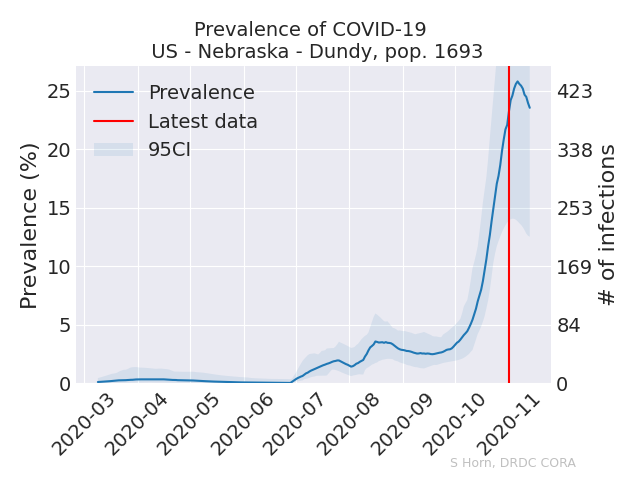 Prevalence of COVID-19
US - Nebraska - Dundy, pop. 1693
Prevalence
Latest data
95CI
Prevalence (%)
25
20
15
10
5
0
423
338
253
169
84
0
# of infections
2020-03
2020-04
2020-05
2020-06
2020-07
2020-08
2020-09
2020-10
2020-11
S Horn, DRDC CORA